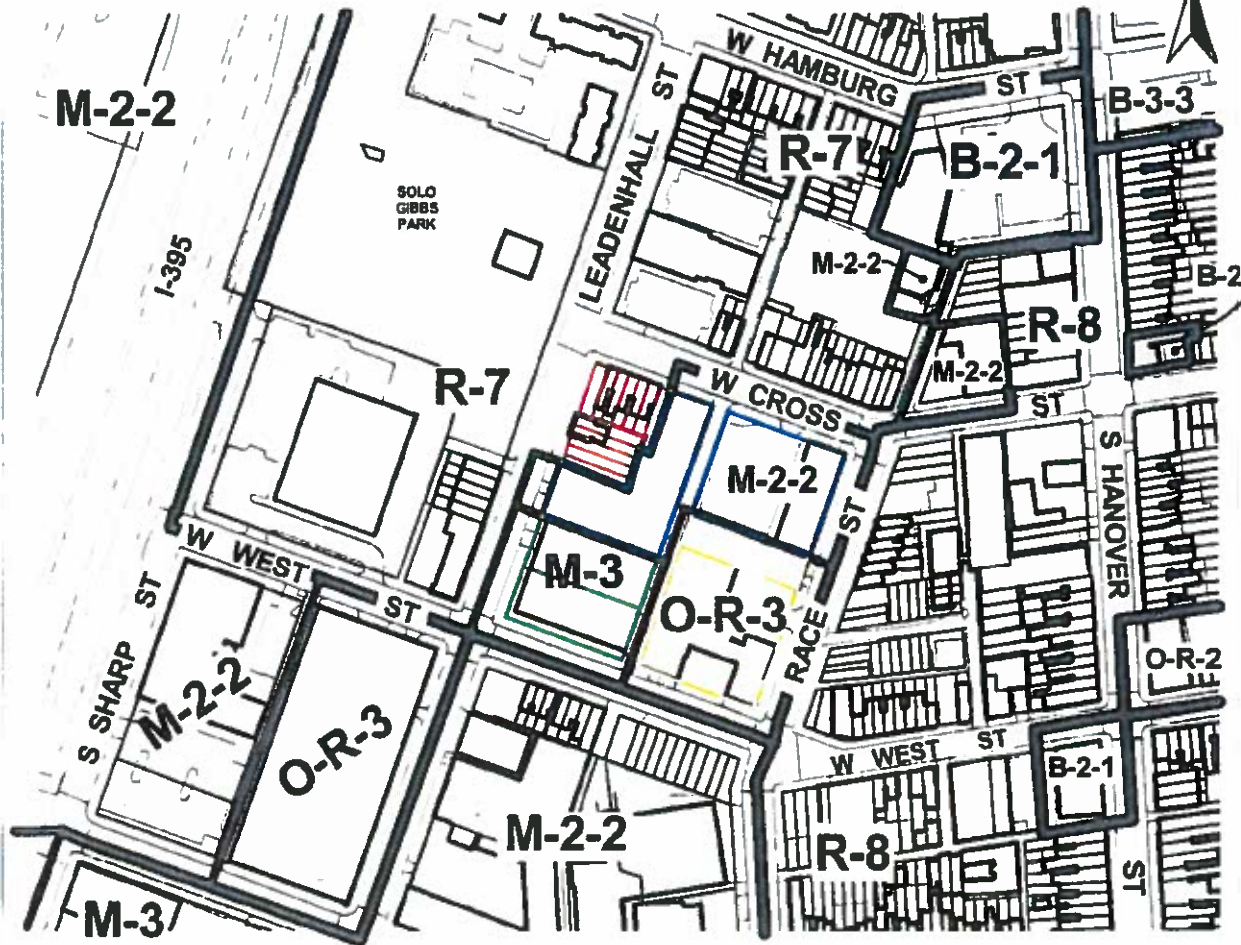 W HAMBURG
ST
M-2-2
B-3-3
LEADENHALL ST
R-7
B-2-1
SOLO
GIBBS
PARK
I-395
M-2-2
B-2
R-8
R-7
W CROSS
M-2-2
ST
M-2-2
S HANOVER
ST
M-3
W WEST
ST
O-R-3
RACE
S SHARP ST
M-2-2
O-R-3
O-R-2
W WEST ST
B-2-1
M-2-2
R-8
ST
M-3